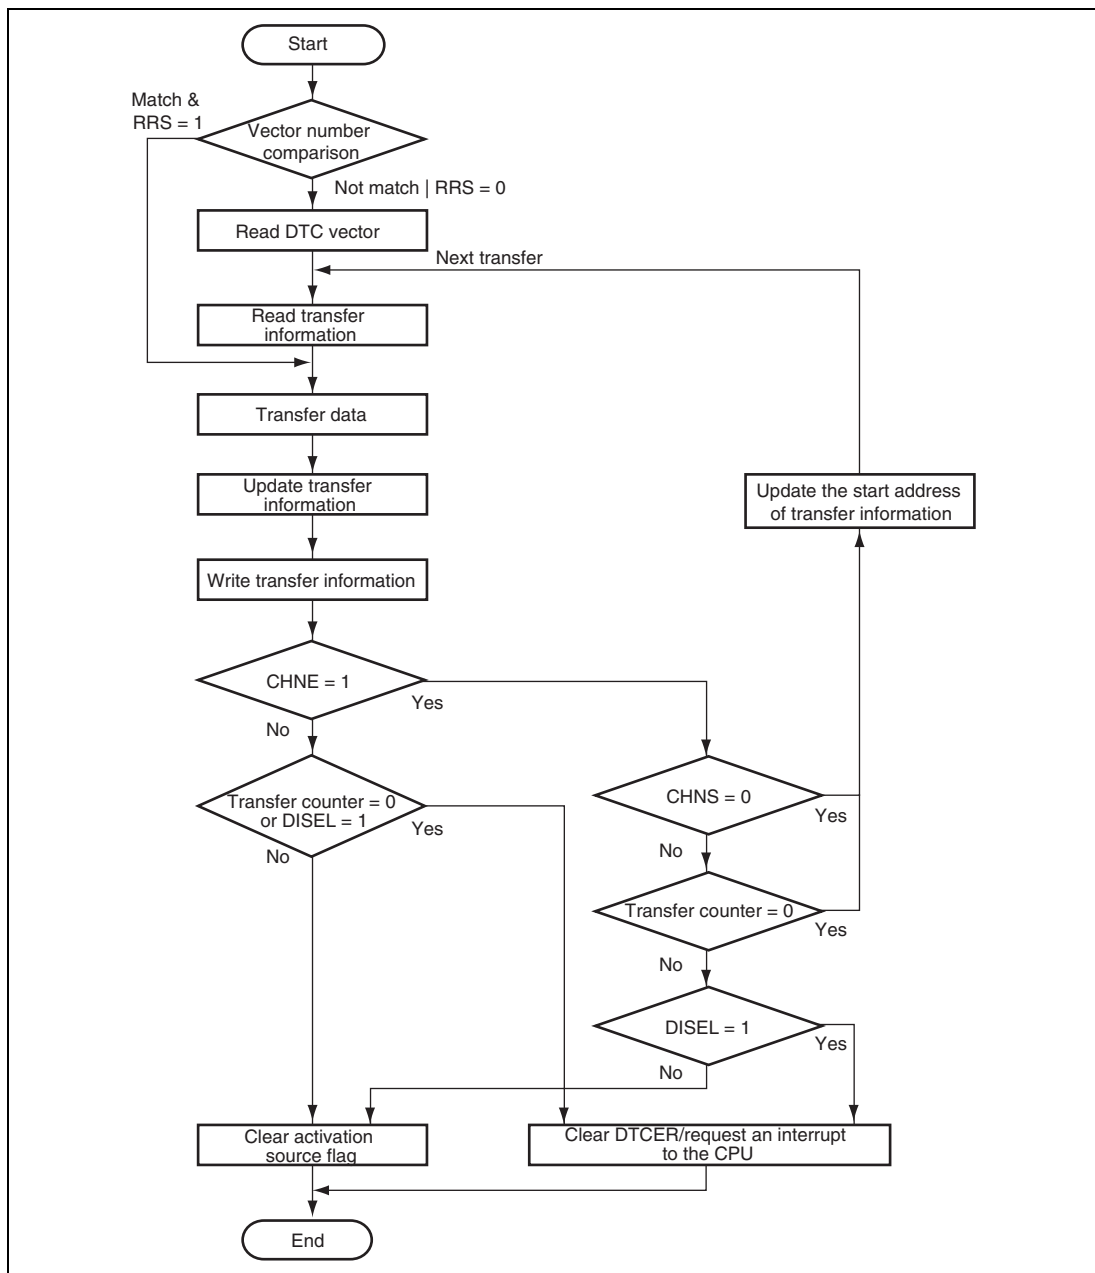 Start
Match &
RRS = 1
Vector number
comparison
Not match | RRS = 0
Read DTC vector
Next transfer
Read transfer
information
Transfer data
Update transfer
information
Update the start address
of transfer information
Write transfer information
CHNE = 1
Yes
No
Transfer counter = 0
or DISEL = 1
Yes
No
CHNS = 0
Yes
No
Transfer counter = 0
Yes
No
DISEL = 1
Yes
No
Clear activation
source flag
Clear DTCER/request an interrupt
to the CPU
End